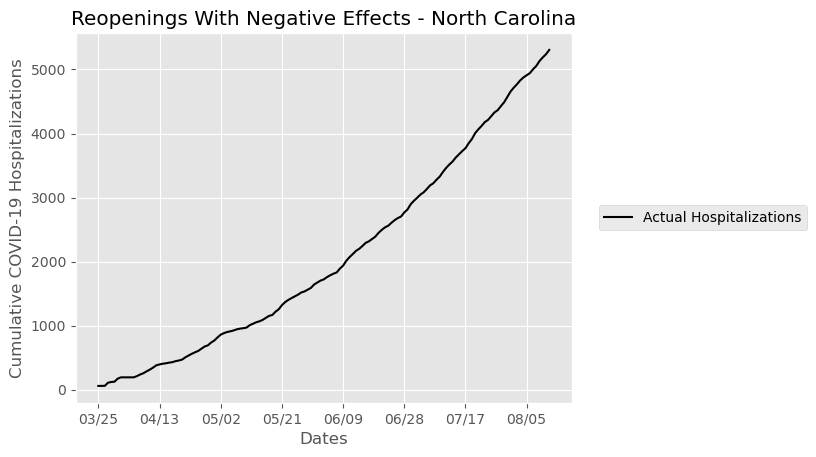 Reopenings With Negative Effects - North Carolina
Cumulative COVID-19 Hospitalizations
5000
4000
3000
2000
1000
0
03/25 04/13 05/02 05/21 06/09 06/28 07/17 08/05
Dates
Actual Hospitalizations